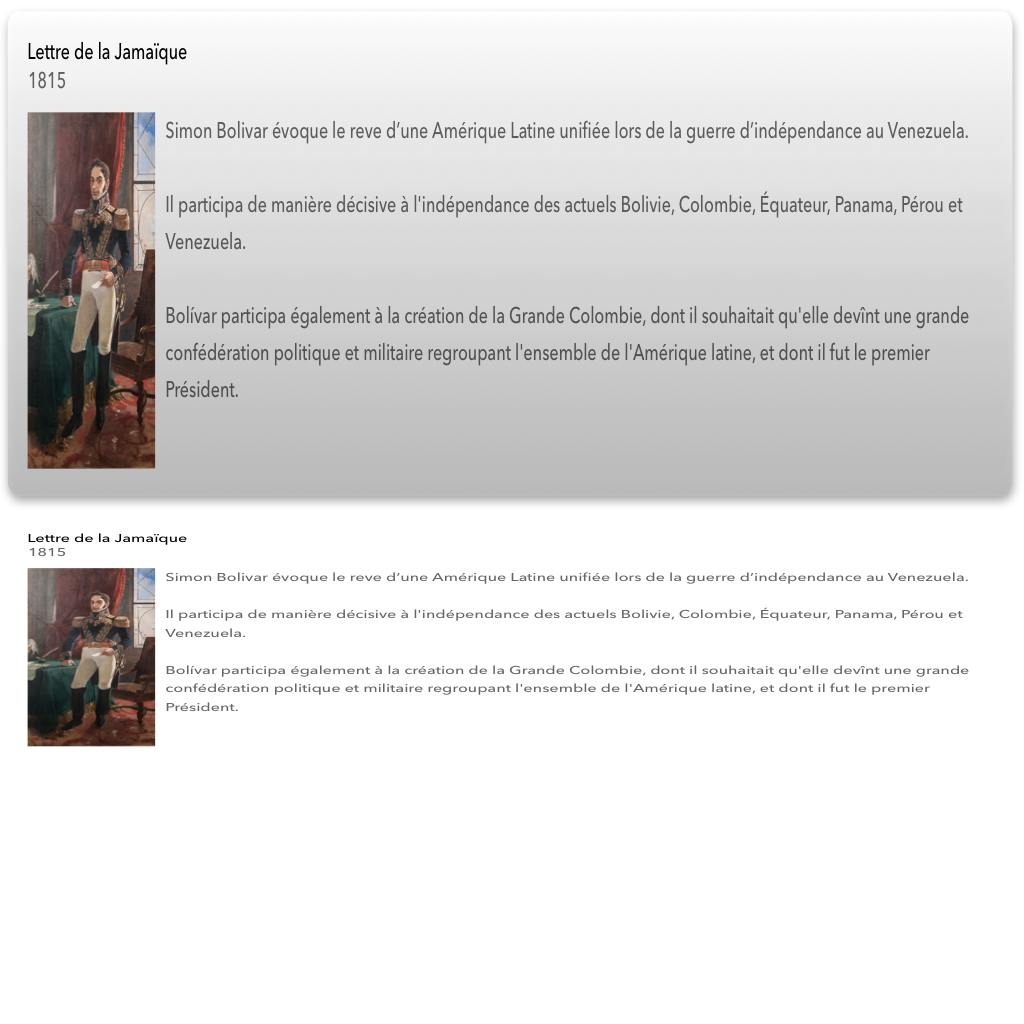 Lettre de la Jamaïque
1815
Simon Bolivar évoque le reve d’une Amérique Latine unifiée lors de la guerre d’indépendance au Venezuela.
Il participa de manière décisive à l'indépendance des actuels Bolivie, Colombie, Équateur, Panama, Pérou et
Venezuela.
Bolívar participa également à la création de la Grande Colombie, dont il souhaitait qu'elle devînt une grande
confédération politique et militaire regroupant l'ensemble de l'Amérique latine, et dont il fut le premier
Président.
Lettre de la Jamaïque
1815
Simon Bolivar évoque le reve d’une Amérique Latine unifiée lors de la guerre d’indépendance au Venezuela.
Il participa de manière décisive à l'indépendance des actuels Bolivie, Colombie, Équateur, Panama, Pérou et
Venezuela.
Bolívar participa également à la création de la Grande Colombie, dont il souhaitait qu'elle devînt une grande
confédération politique et militaire regroupant l'ensemble de l'Amérique latine, et dont il fut le premier
Président.